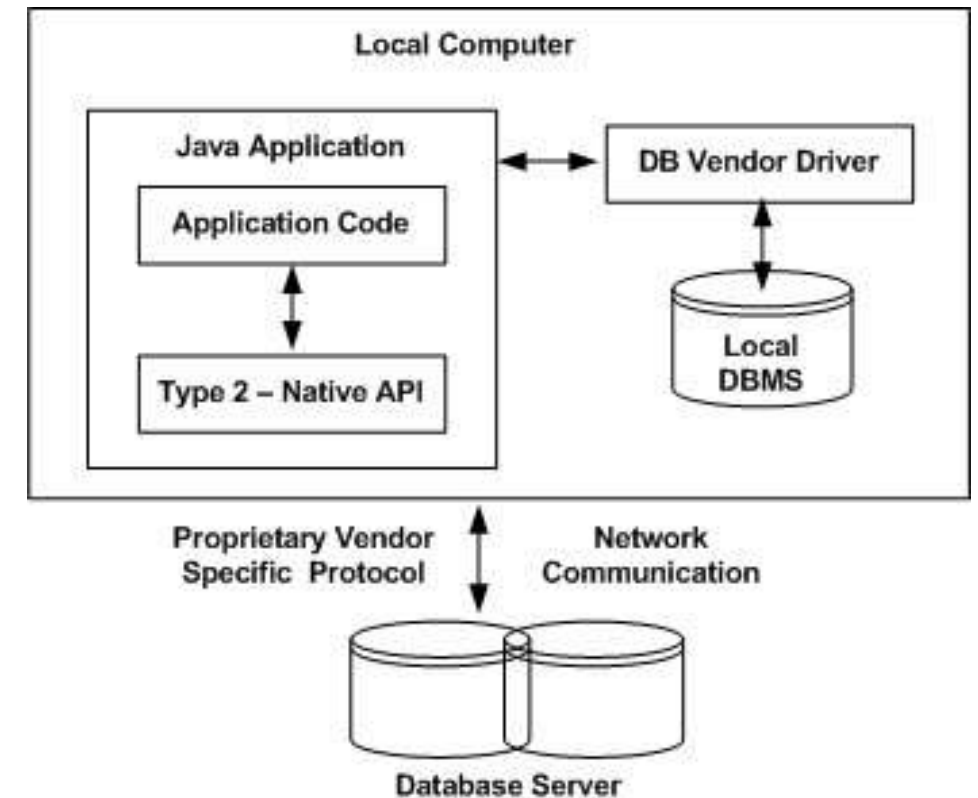 Local Computer
Java Application
DB Vendor Driver
Application Code
Type 2 – Native API
Local
DBMS
Proprietary Vendor
Specific Protocol
Network
Communication
Database Server